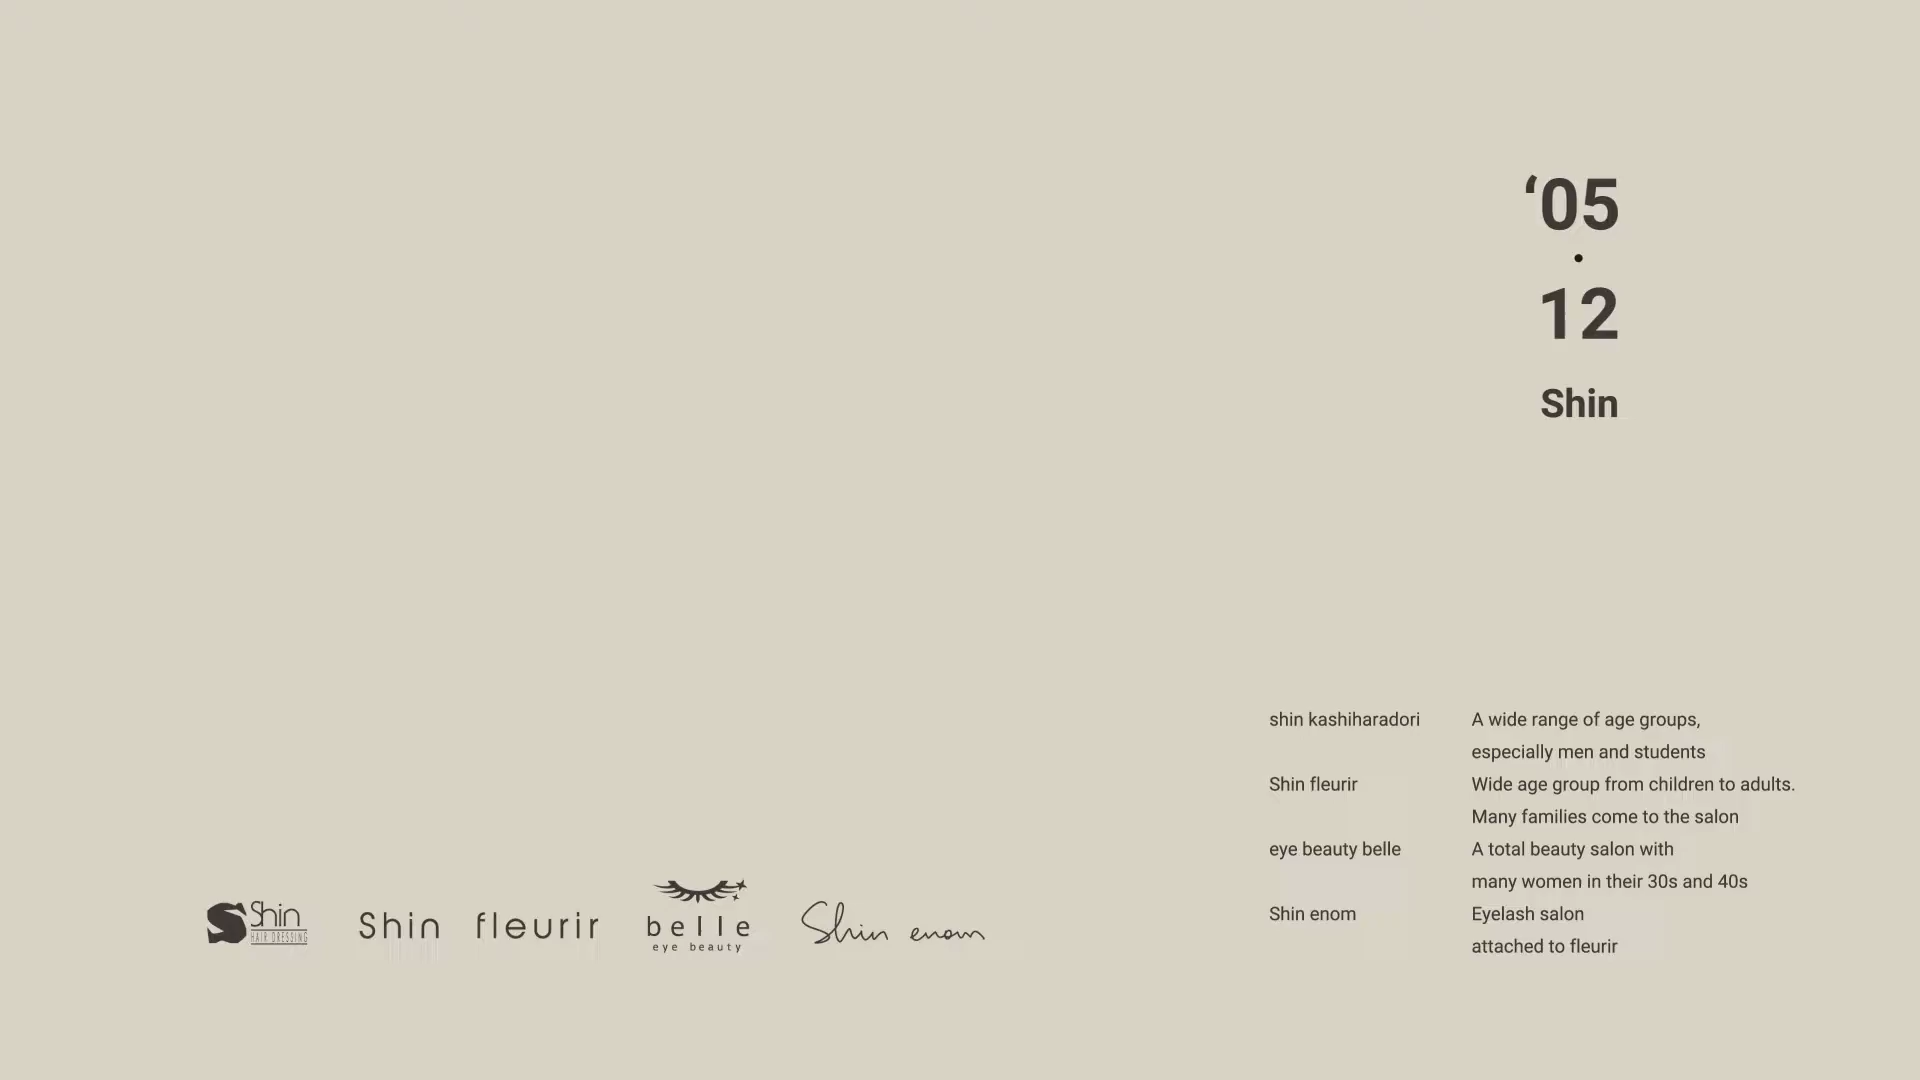 ‘05
•
12
Shin
shin kashiharadori A wide range of age groups,
especially men and students
Shin fleurir Wide age group from children to adults.
Many families come to the salon
eye beauty belle A total beauty salon with
many women in their 30s and 40s
Shin enom Eyelash salon
attached to fleurir
Shin
HAIR DRESSING
Shin fleurir
belle
eye beauty
Shin enom